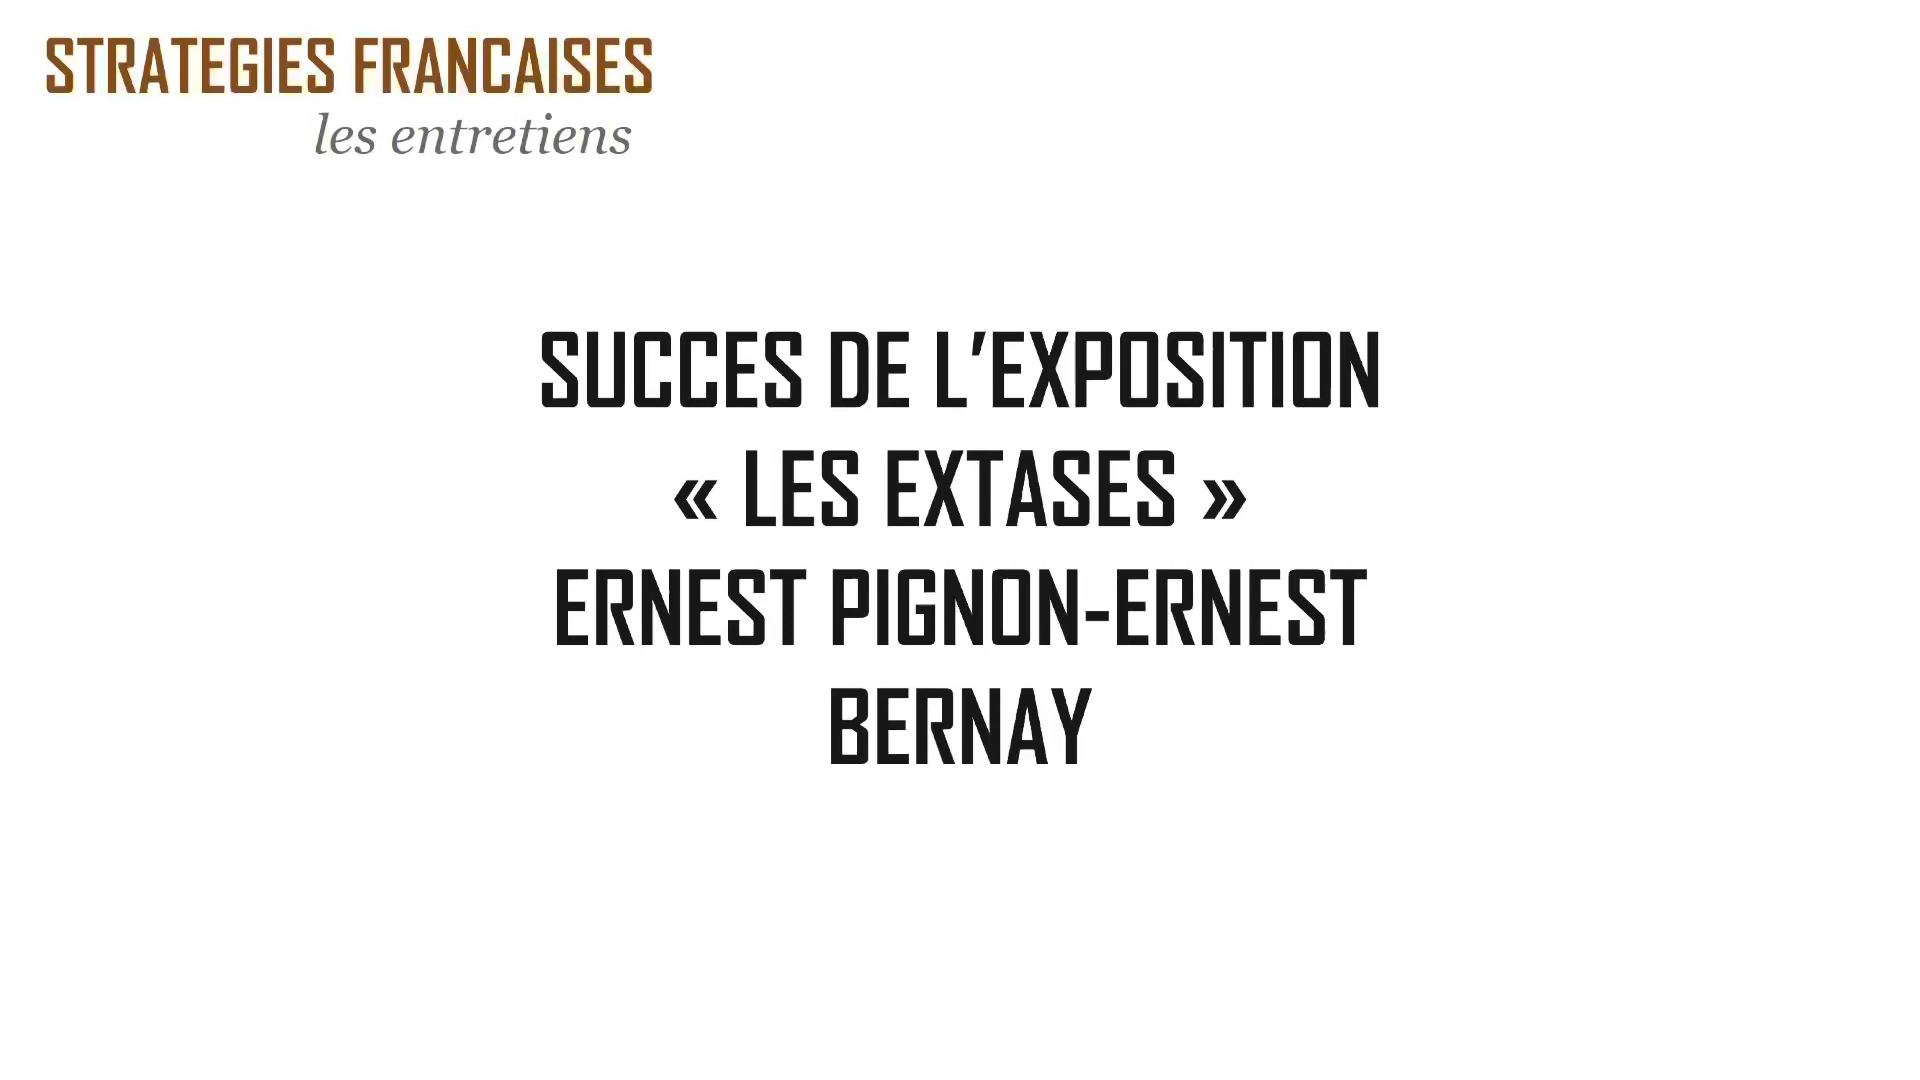 STRATEGIES FRANCAISES
les entretiens
SUCCES DE L’EXPOSITION
« LES EXTASES »
ERNEST PIGNON-ERNEST
BERNAY